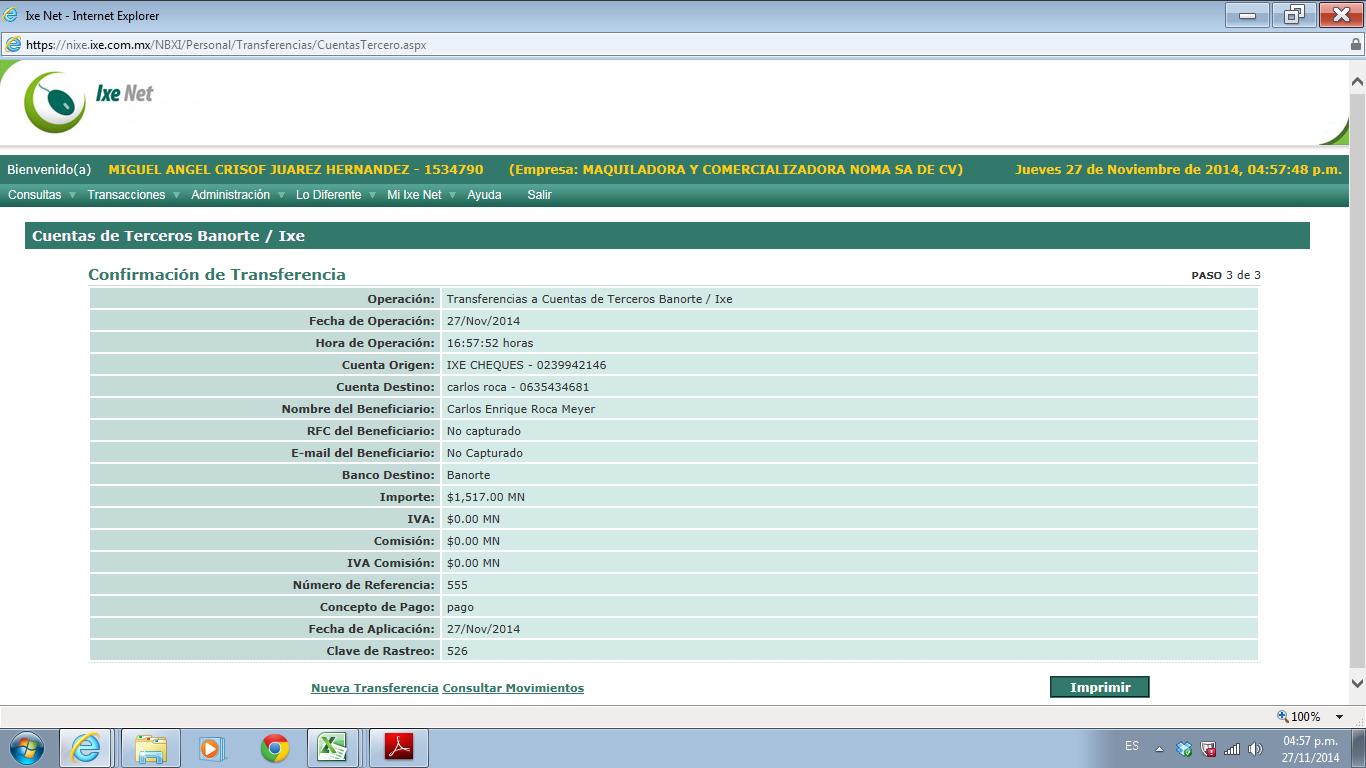 Ixe Net - Internet Explorer
https://nixe.ixe.com.mx/NBXI/Personal/Transferencias/CuentasTercero.aspx
Ixe Net
Bienvenido(a) MIGUEL ANGEL CRISOF JUAREZ HERNANDEZ - 1534790 (Empresa: MAQUILADORA Y COMERCIALIZADORA NOMA SA DE CV) Jueves 27 de Noviembre de 2014, 04:57:48 p.m.
Consultas Transacciones Administración Lo Diferente Mi Ixe Net Ayuda Salir
Cuentas de Terceros Banorte / Ixe
Confirmación de Transferencia PASO 3 de 3
Operación: Transferencias a Cuentas de Terceros Banorte / Ixe
Fecha de Operación: 27/Nov/2014
Hora de Operación: 16:57:52 horas
Cuenta Origen: IXE CHEQUES - 0239942146
Cuenta Destino: carlos roca - 0635434681
Nombre del Beneficiario: Carlos Enrique Roca Meyer
RFC del Beneficiario: No capturado
E-mail del Beneficiario: No Capturado
Banco Destino: Banorte
Importe: $1,517.00 MN
IVA: $0.00 MN
Comisión: $0.00 MN
IVA Comisión: $0.00 MN
Número de Referencia: 555
Concepto de Pago: pago
Fecha de Aplicación: 27/Nov/2014
Clave de Rastreo: 526
Nueva Transferencia Consultar Movimientos Imprimir
100%
ES 04:57 p.m.
27/11/2014